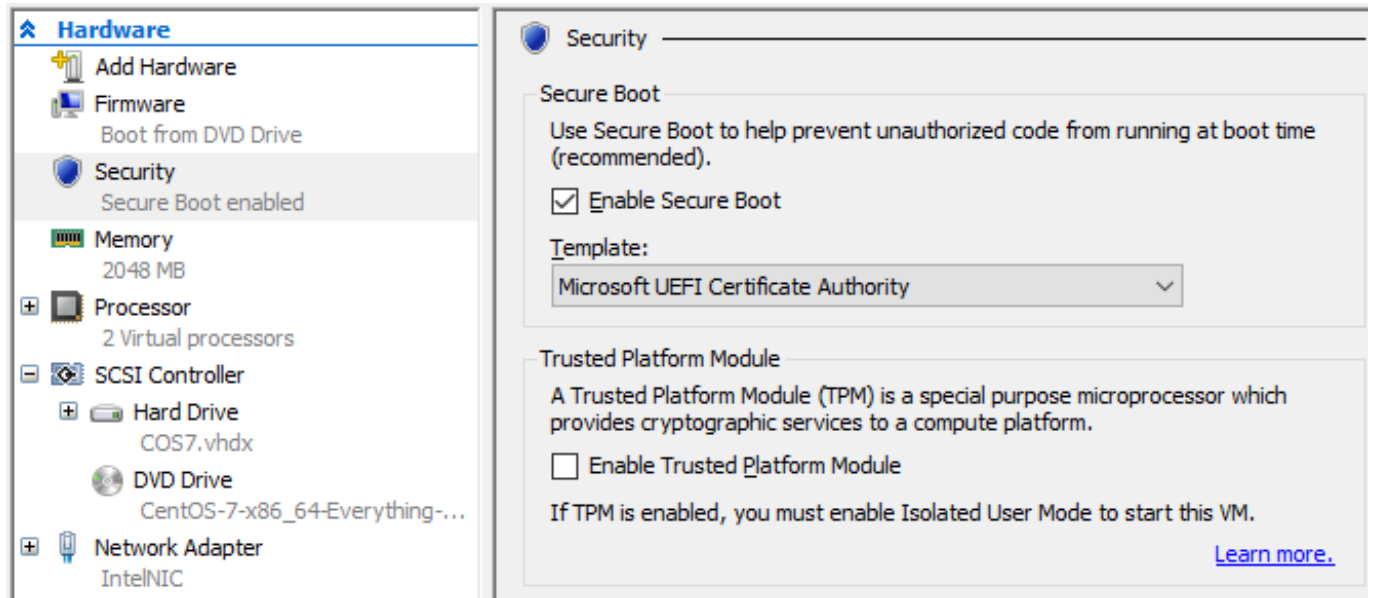 Hardware
Add Hardware
Firmware
Boot from DVD Drive
Security
Secure Boot enabled
Memory
2048 MB
Processor
2 Virtual processors
SCSI Controller
Hard Drive
COS7.vhdx
DVD Drive
CentOS-7-x86_64-Everything-...
Network Adapter
IntelNIC
Security
Secure Boot
Use Secure Boot to help prevent unauthorized code from running at boot time
(recommended).
Enable Secure Boot
Template:
Microsoft UEFI Certificate Authority
Trusted Platform Module
A Trusted Platform Module (TPM) is a special purpose microprocessor which
provides cryptographic services to a compute platform.
Enable Trusted Platform Module
If TPM is enabled, you must enable Isolated User Mode to start this VM.
Learn more.